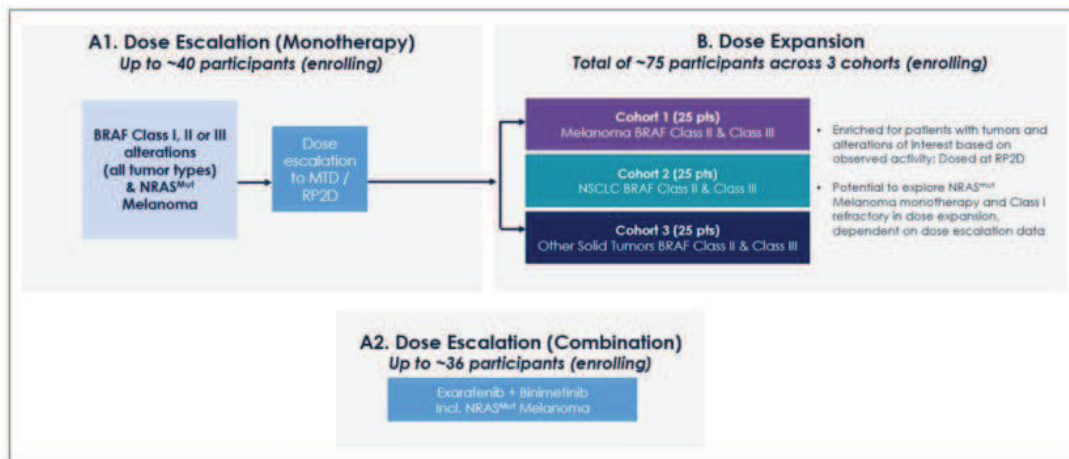 A1. Dose Escalation (Monotherapy)
Up to ~40 participants (enrolling)
BRAF Class I, II or III
alterations
(all tumor types)
& NRASMut
Melanoma
Dose
escalation
to MTD /
RP2D
B. Dose Expansion
Total of ~75 participants across 3 cohorts (enrolling)
Cohort 1 (25 pts)
Melanoma BRAF Class II & Class III
Cohort 2 (25 pts)
NSCLC BRAF Class II & Class III
Cohort 3 (25 pts)
Other Solid Tumors BRAF Class II & Class III
• Enriched for patients with tumors and
alterations of interest based on
observed activity; Dosed at RP2D
• Potential to explore NRASmut
Melanoma monotherapy and Class I
refractory in dose expansion,
dependent on dose escalation data
A2. Dose Escalation (Combination)
Up to ~36 participants (enrolling)
Exarafenib + Binimetinib
Incl. NRASMut Melanoma